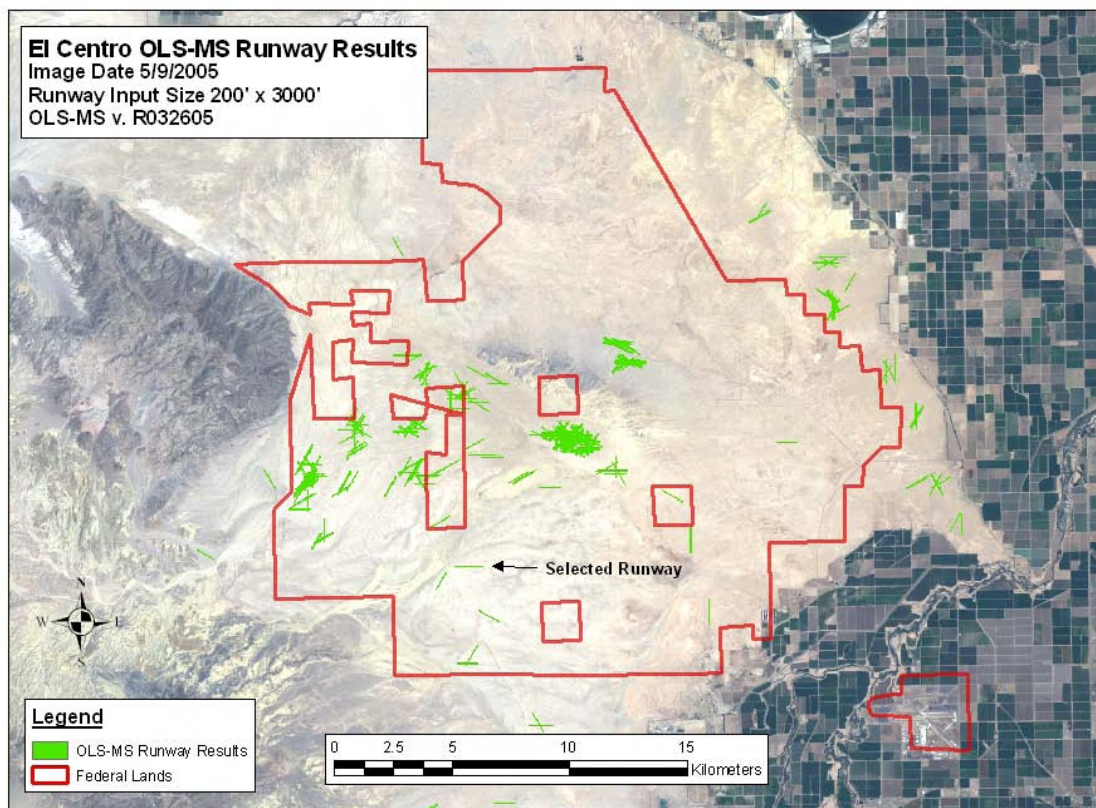 El Centro OLS-MS Runway Results
Image Date 5/9/2005
Runway Input Size 200' x 3000'
OLS-MS v. R032605
Selected Runway
N
W E
S
Legend
OLS-MS Runway Results
Federal Lands
0 2.5 5 10 15
Kilometers